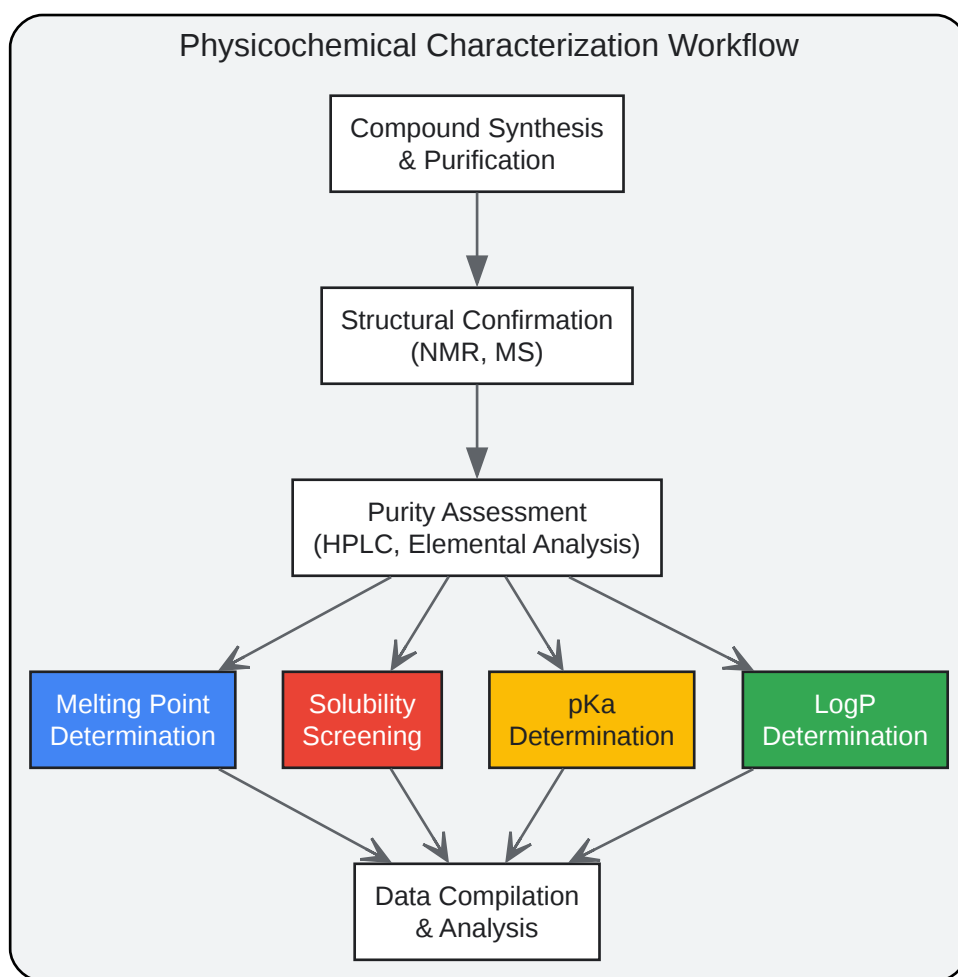 Physicochemical Characterization Workflow
Compound Synthesis
& Purification
Structural Confirmation
(NMR, MS)
Purity Assessment
(HPLC, Elemental Analysis)
Melting Point
Determination
Solubility
Screening
pKa
Determination
LogP
Determination
Data Compilation
& Analysis